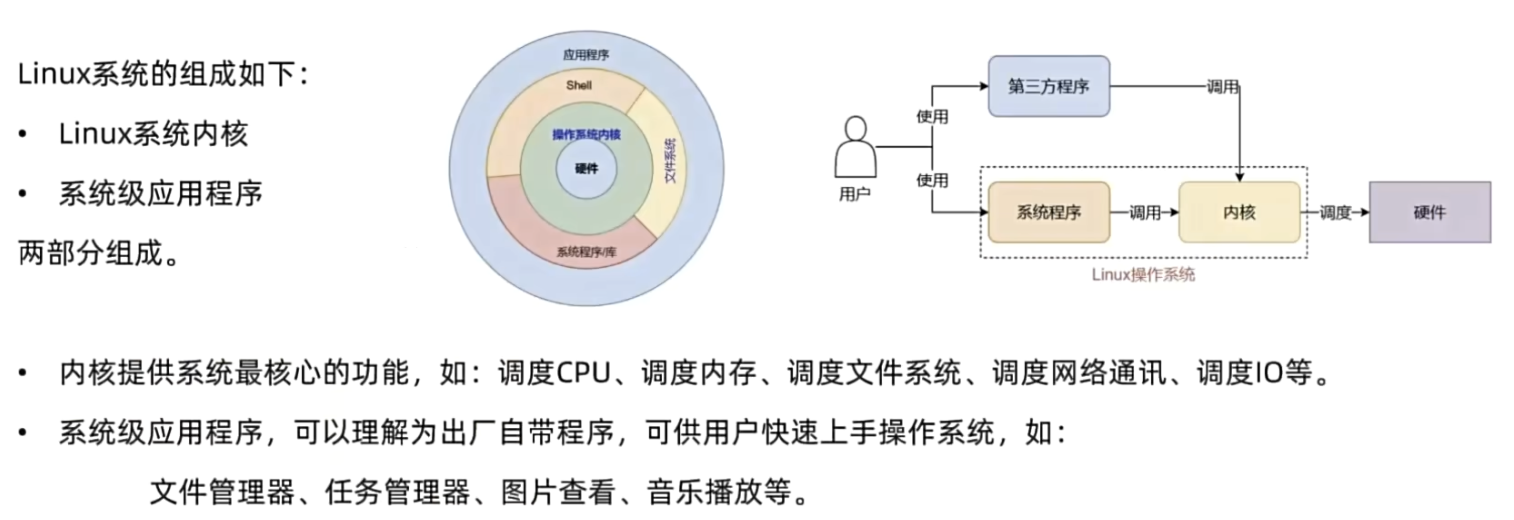 Linux系统的组成如下：
• Linux系统内核
• 系统级应用程序
两部分组成。
应用程序
Shell
操作系统内核
硬件
文件系统
系统程序/库
第三方程序
调用
使用
用户
使用
系统程序
调用
内核
调度
硬件
Linux操作系统
• 内核提供系统最核心的功能，如：调度CPU、调度内存、调度文件系统、调度网络通讯、调度IO等。
• 系统级应用程序，可以理解为出厂自带程序，可供用户快速上手操作系统，如：
文件管理器、任务管理器、图片查看、音乐播放等。